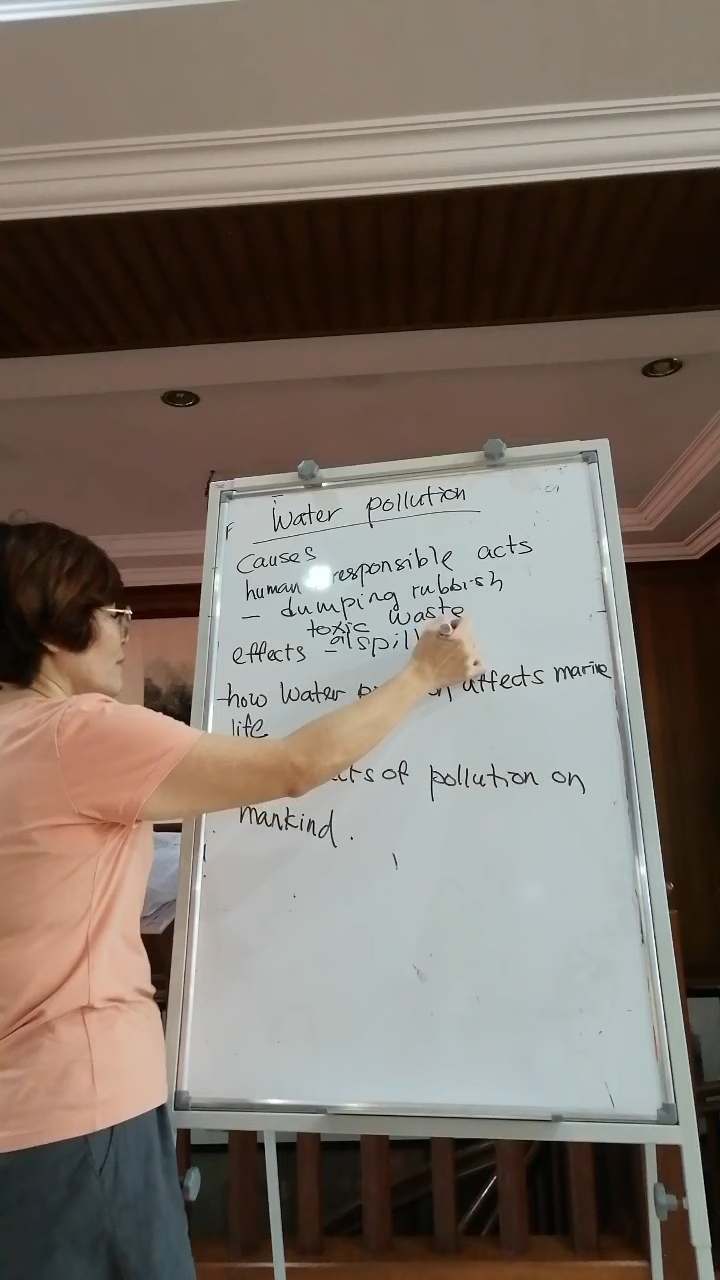 Water pollution
Causes
human responsible acts
- dumping rubbish
toxic waste
effects - oil spill
- how Water affects marine
life
of pollution on
mankind.